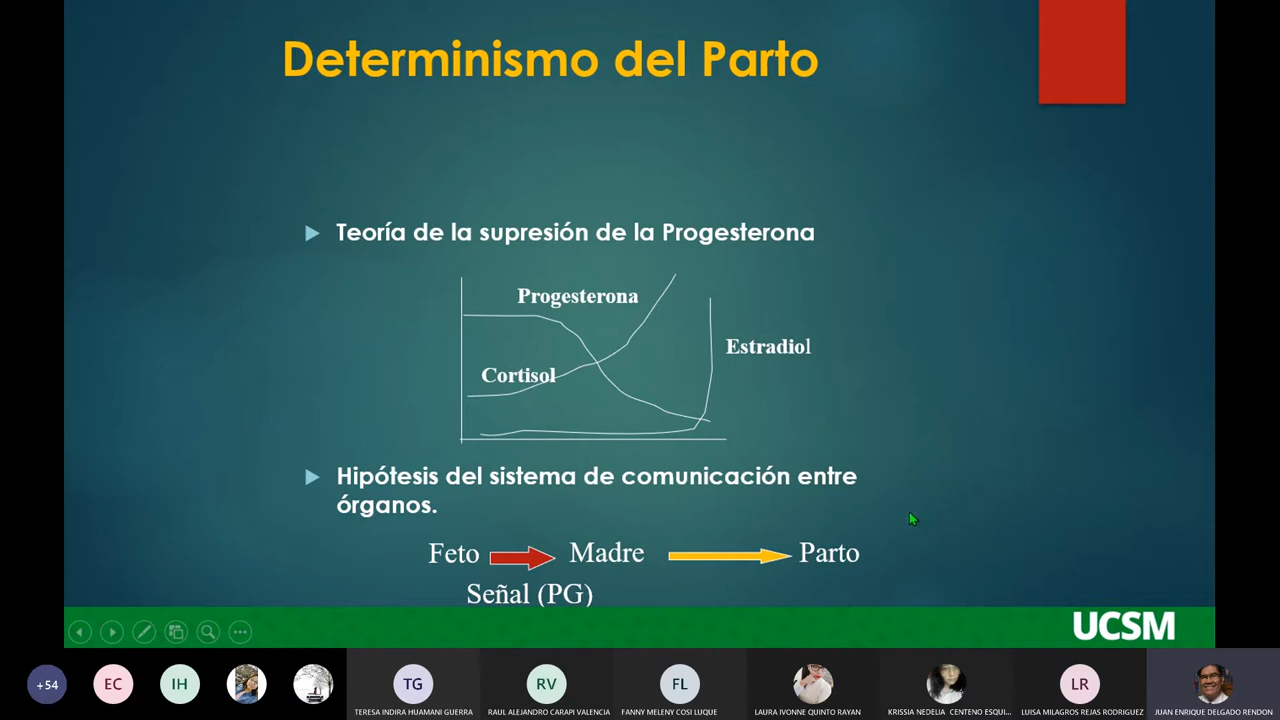 Determinismo del Parto
Teoría de la supresión de la Progesterona
Progesterona
Estradiol
Cortisol
Hipótesis del sistema de comunicación entre
órganos.
Feto Madre Parto
Señal (PG)
UCSM
+54 EC IH TG RV FL LR
TERESA INDIRA HUAMANI GUERRA RAUL ALEJANDRO CARAPI VALENCIA FANNY MELENY COSI LUQUE LAURA IVONNE QUINTO RAYAN KRISSIA NEDELIA CENTENO ESQUI... LUISA MILAGROS REJAS RODRIGUEZ JUAN ENRIQUE DELGADO RENDON